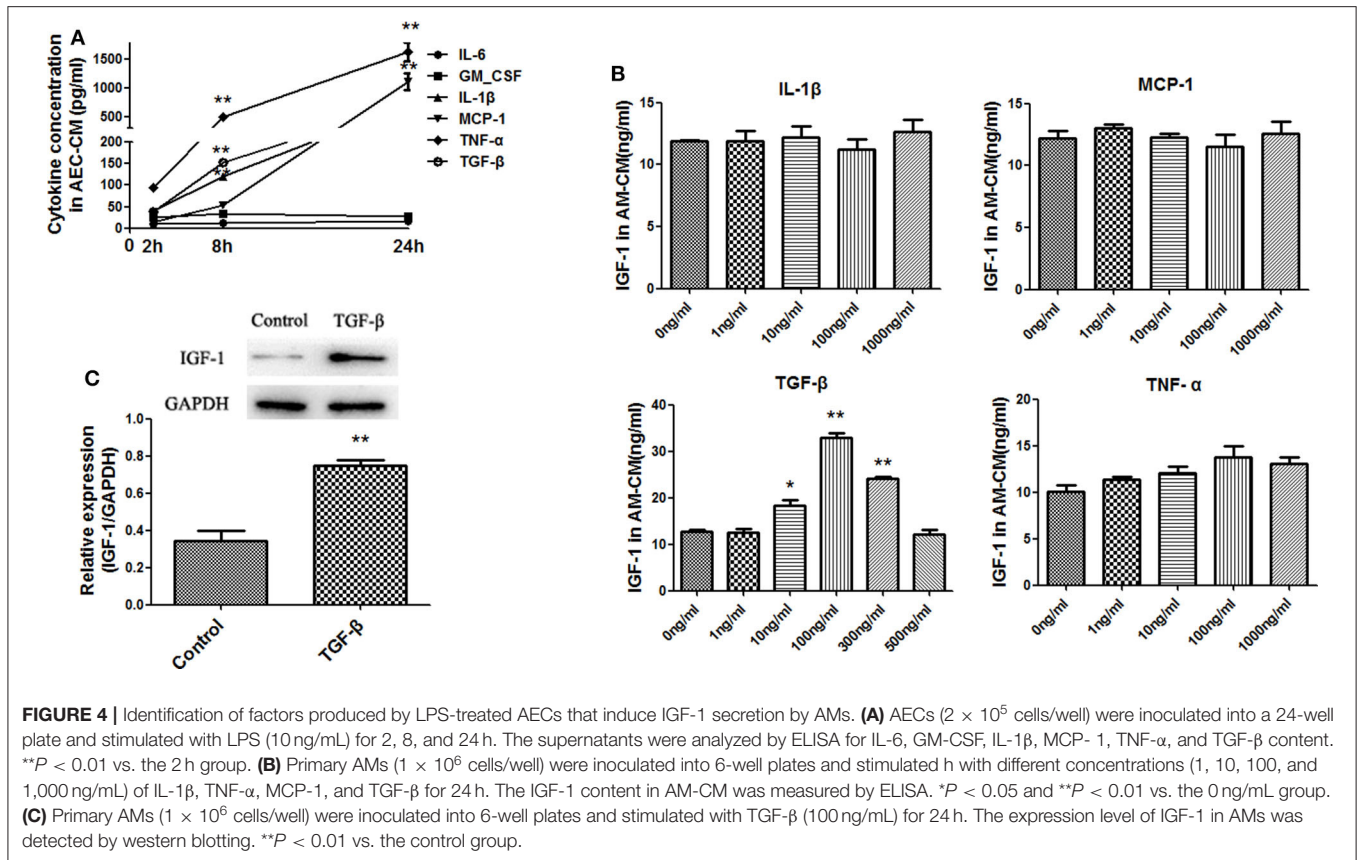 A
Cytokine concentration
in AEC-CM (pg/ml)
1500
1000
500
200
150
100
50
0
0 2h 8h 24h
**
**
**
**
**
IL-6
GM_CSF
IL-1β
MCP-1
TNF-α
TGF-β
B
IL-1β
IGF-1 in AM-CM(ng/ml)
15
10
5
0
0ng/ml 1ng/ml 10ng/ml 100ng/ml 1000ng/ml
MCP-1
IGF-1 in AM-CM(ng/ml)
15
10
5
0
0ng/ml 1ng/ml 10ng/ml 100ng/ml 1000ng/ml
TGF-β
IGF-1 in AM-CM(ng/ml)
40
30
20
10
0
* ** **
0ng/ml 1ng/ml 10ng/ml 100ng/ml 300ng/ml 500ng/ml
TNF- α
IGF-1 in AM-CM(ng/ml)
20
15
10
5
0
0ng/ml 1ng/ml 10ng/ml 100ng/ml 1000ng/ml
C
Control TGF-β
IGF-1
GAPDH
Relative expression
(IGF-1/GAPDH)
0.8
0.6
0.4
0.2
0.0
**
Control TGF-β
FIGURE 4 | Identification of factors produced by LPS-treated AECs that induce IGF-1 secretion by AMs. (A) AECs (2 × 10⁵ cells/well) were inoculated into a 24-well
plate and stimulated with LPS (10 ng/mL) for 2, 8, and 24 h. The supernatants were analyzed by ELISA for IL-6, GM-CSF, IL-1β, MCP- 1, TNF-α, and TGF-β content.
**P < 0.01 vs. the 2 h group. (B) Primary AMs (1 × 10⁶ cells/well) were inoculated into 6-well plates and stimulated h with different concentrations (1, 10, 100, and
1,000 ng/mL) of IL-1β, TNF-α, MCP-1, and TGF-β for 24 h. The IGF-1 content in AM-CM was measured by ELISA. *P < 0.05 and **P < 0.01 vs. the 0 ng/mL group.
(C) Primary AMs (1 × 10⁶ cells/well) were inoculated into 6-well plates and stimulated with TGF-β (100 ng/mL) for 24 h. The expression level of IGF-1 in AMs was
detected by western blotting. **P < 0.01 vs. the control group.